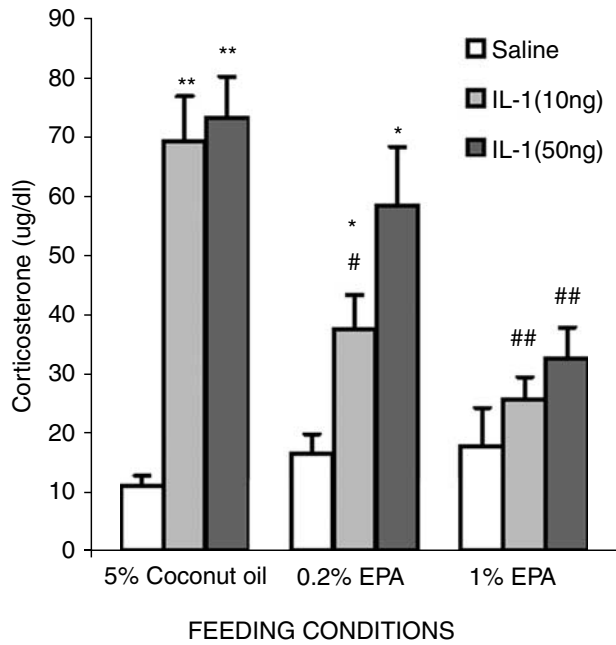 90
80
70
60
50
40
30
20
10
0
Corticosterone (ug/dl)
Saline
IL-1(10ng)
IL-1(50ng)
**
**
*
#
*
##
##
5% Coconut oil
0.2% EPA
1% EPA
FEEDING CONDITIONS